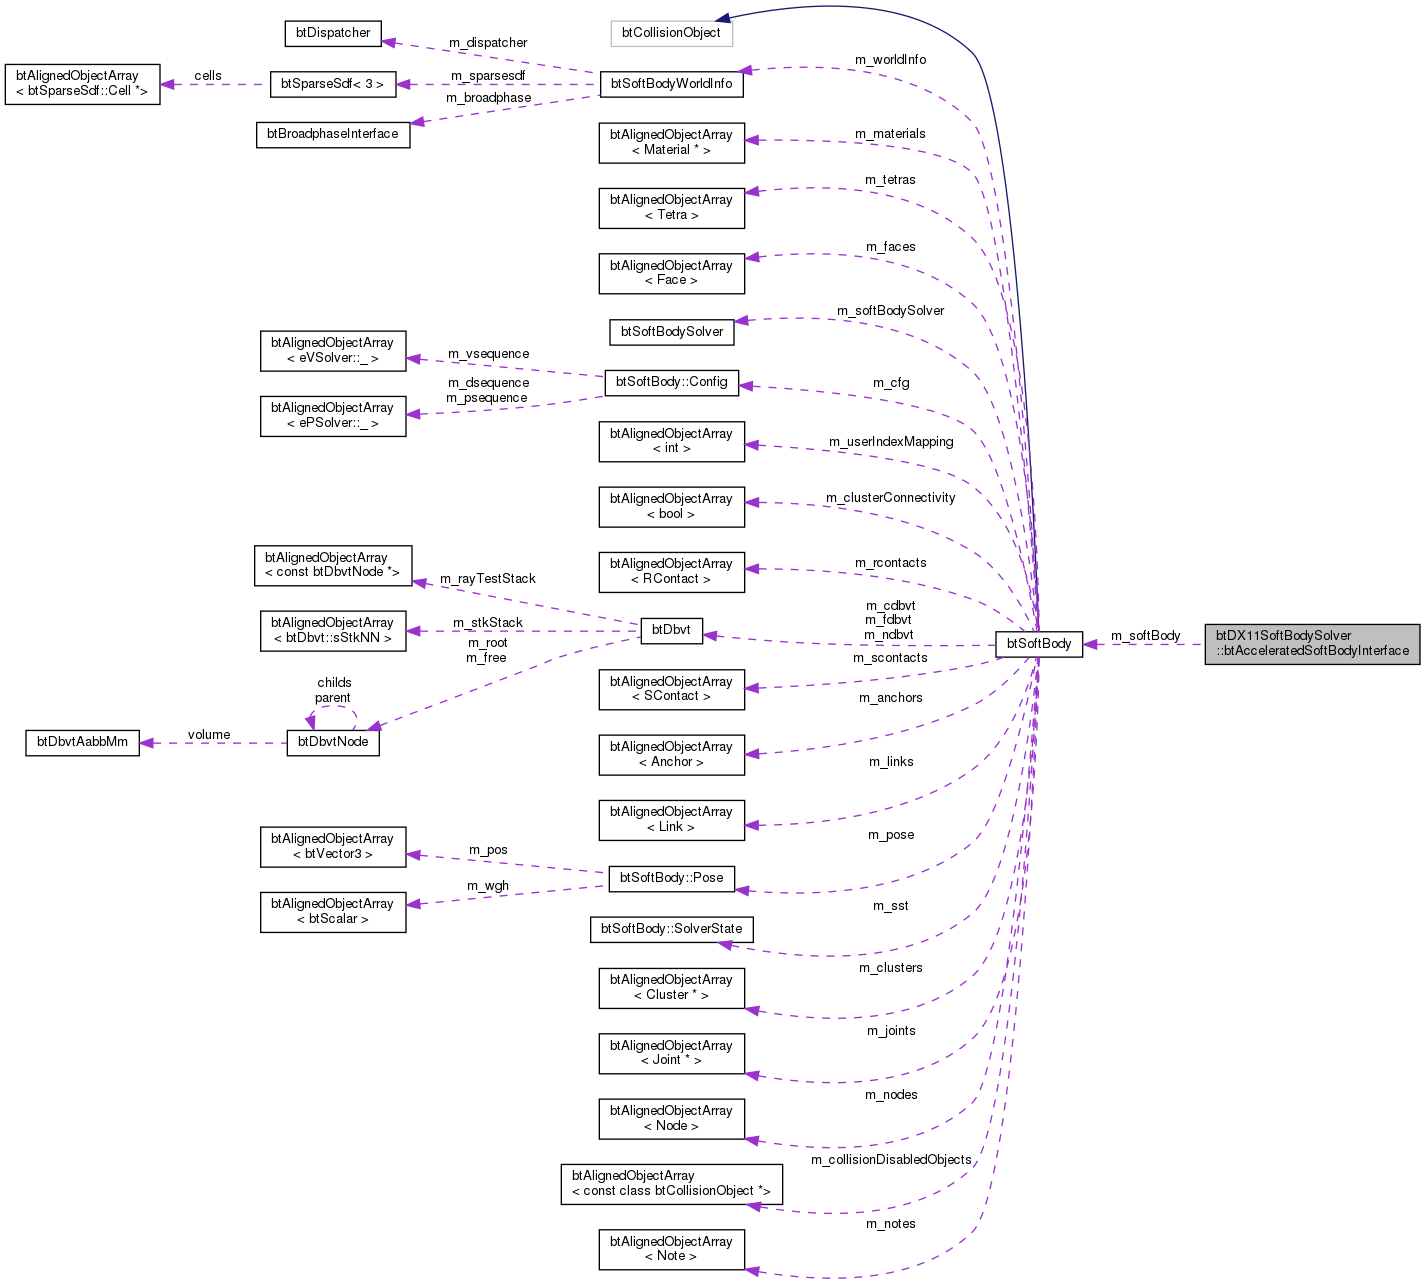 btDispatcher
btCollisionObject
m_dispatcher
m_worldInfo
btAlignedObjectArray
< btSparseSdf::Cell *>
cells
btSparseSdf< 3 >
m_sparsesdf
btSoftBodyWorldInfo
m_broadphase
btBroadphaseInterface
btAlignedObjectArray
< Material * >
m_materials
btAlignedObjectArray
< Tetra >
m_tetras
btAlignedObjectArray
< Face >
m_faces
btSoftBodySolver
m_softBodySolver
btAlignedObjectArray
< eVSolver::_ >
m_vsequence
btSoftBody::Config
m_cfg
m_dsequence
m_psequence
btAlignedObjectArray
< ePSolver::_ >
btAlignedObjectArray
< int >
m_userIndexMapping
btAlignedObjectArray
< bool >
m_clusterConnectivity
btAlignedObjectArray
< const btDbvtNode *>
m_rayTestStack
btAlignedObjectArray
< RContact >
m_rcontacts
btAlignedObjectArray
< btDbvt::sStkNN >
m_stkStack
btDbvt
m_cdbvt
m_fdbvt
m_ndbvt
btSoftBody
m_softBody
btDX11SoftBodySolver
::btAcceleratedSoftBodyInterface
m_root
m_free
btAlignedObjectArray
< SContact >
m_scontacts
childs
parent
btDbvtAabbMm
volume
btDbvtNode
btAlignedObjectArray
< Anchor >
m_anchors
btAlignedObjectArray
< Link >
m_links
btAlignedObjectArray
< btVector3 >
m_pos
btSoftBody::Pose
m_pose
m_wgh
btAlignedObjectArray
< btScalar >
btSoftBody::SolverState
m_sst
btAlignedObjectArray
< Cluster * >
m_clusters
btAlignedObjectArray
< Joint * >
m_joints
btAlignedObjectArray
< Node >
m_nodes
btAlignedObjectArray
< const class btCollisionObject *>
m_collisionDisabledObjects
btAlignedObjectArray
< Note >
m_notes